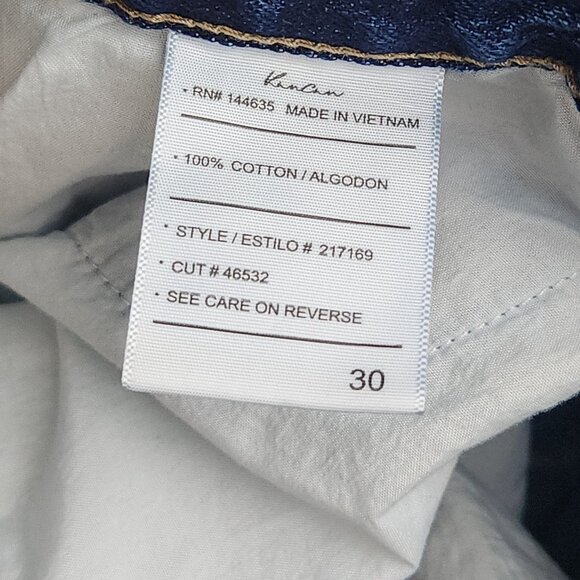 KanCan
• RN# 144635 MADE IN VIETNAM
• 100% COTTON / ALGODON
• STYLE / ESTILO # 217169
• CUT # 46532
• SEE CARE ON REVERSE
30